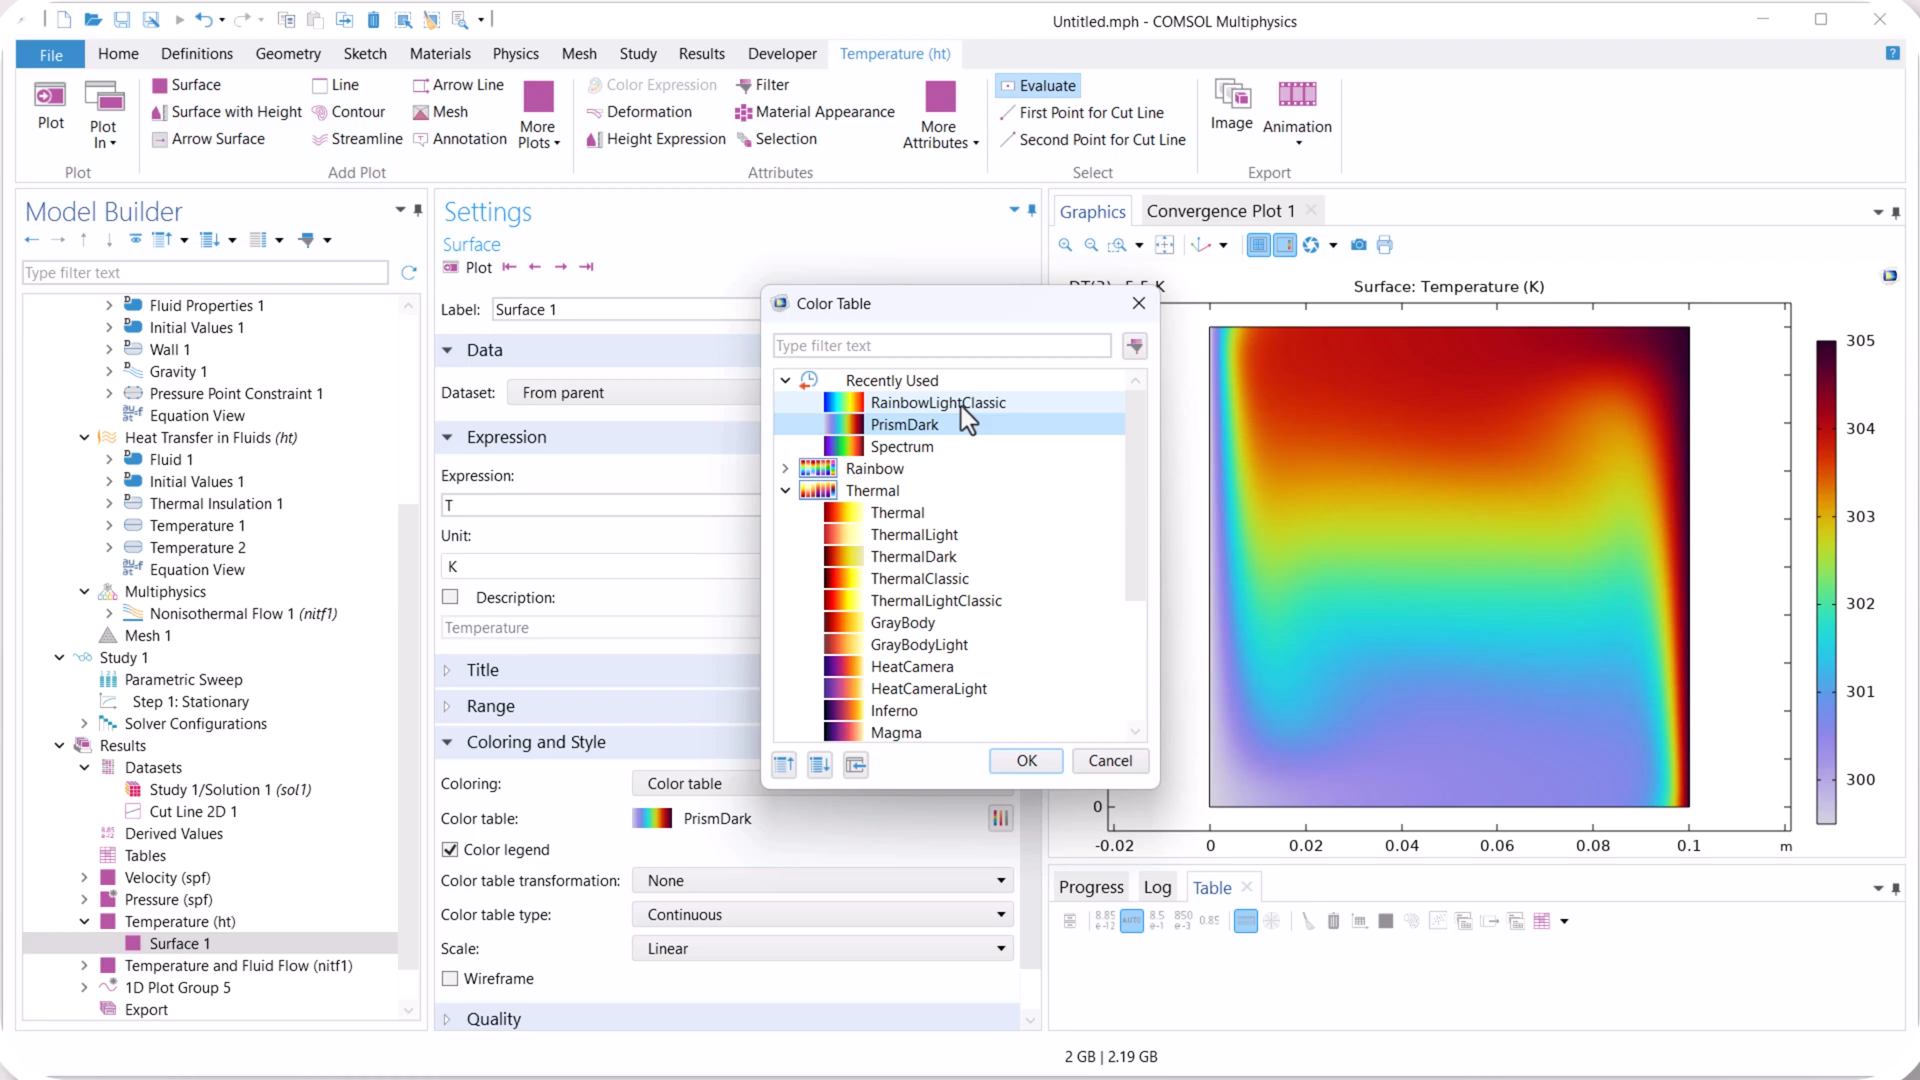 Untitled.mph - COMSOL Multiphysics
File
Home
Definitions
Geometry
Sketch
Materials
Physics
Mesh
Study
Results
Developer
Temperature (ht)
Plot
Plot In
Plot
Surface
Surface with Height
Arrow Surface
Line
Contour
Streamline
Arrow Line
Mesh
Annotation
More Plots
Add Plot
Color Expression
Deformation
Height Expression
Filter
Material Appearance
Selection
More Attributes
Attributes
Evaluate
First Point for Cut Line
Second Point for Cut Line
Select
Image
Animation
Export
Model Builder
Type filter text
Fluid Properties 1
Initial Values 1
Wall 1
Gravity 1
Pressure Point Constraint 1
Equation View
Heat Transfer in Fluids (ht)
Fluid 1
Initial Values 1
Thermal Insulation 1
Temperature 1
Temperature 2
Equation View
Multiphysics
Nonisothermal Flow 1 (nitf1)
Mesh 1
Study 1
Parametric Sweep
Step 1: Stationary
Solver Configurations
Results
Datasets
Study 1/Solution 1 (sol1)
Cut Line 2D 1
Derived Values
Tables
Velocity (spf)
Pressure (spf)
Temperature (ht)
Surface 1
Temperature and Fluid Flow (nitf1)
1D Plot Group 5
Export
Settings
Surface
Plot
Label: Surface 1
Data
Dataset: From parent
Expression
Expression:
T
Unit:
K
Description:
Temperature
Title
Range
Coloring and Style
Coloring: Color table
Color table: PrismDark
Color legend
Color table transformation: None
Color table type: Continuous
Scale: Linear
Wireframe
Quality
Color Table
Type filter text
Recently Used
RainbowLightClassic
PrismDark
Spectrum
Rainbow
Thermal
Thermal
ThermalLight
ThermalDark
ThermalClassic
ThermalLightClassic
GrayBody
GrayBodyLight
HeatCamera
HeatCameraLight
Inferno
Magma
OK
Cancel
Graphics
Convergence Plot 1
Surface: Temperature (K)
305
304
303
302
301
300
0
-0.02 0 0.02 0.04 0.06 0.08 0.1 m
Progress
Log
Table
8.85 e-12
AUTO
8.5 e-1
850 e-3
0.85
2 GB | 2.19 GB